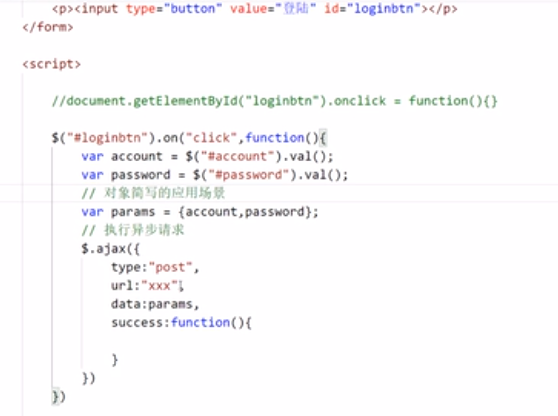 <p><input type="button" value="登陆" id="loginbtn"></p>
</form>
<script>
//document.getElementById("loginbtn").onclick = function(){}
$("#loginbtn").on("click",function(){
var account = $("#account").val();
var password = $("#password").val();
// 对象简写的应用场景
var params = {account,password};
// 执行异步请求
$.ajax({
type:"post",
url:"xxx",
data:params,
success:function(){
}
})
})